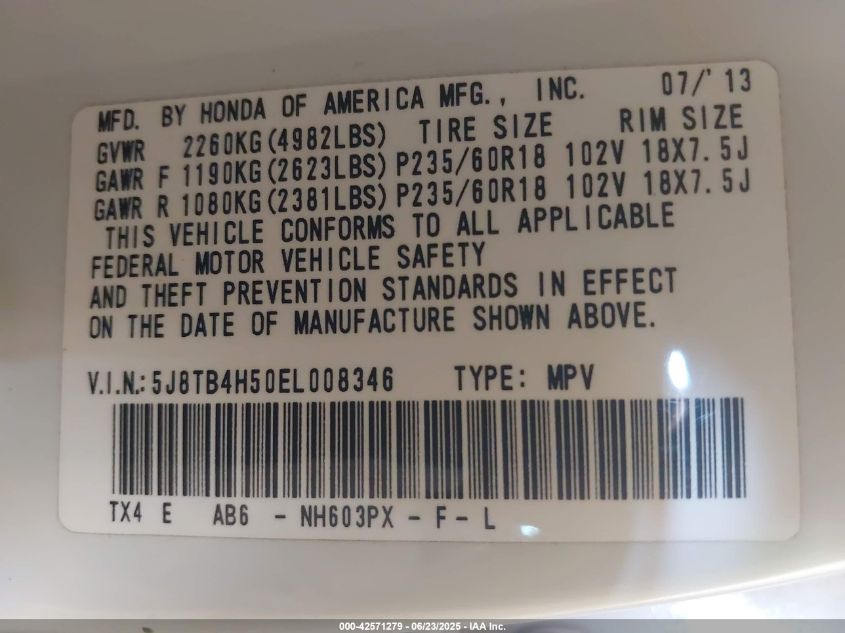 MFD. BY HONDA OF AMERICA MFG., INC. 07/'13
GVWR 2260KG(4982LBS) TIRE SIZE RIM SIZE
GAWR F 1190KG(2623LBS) P235/60R18 102V 18X7.5J
GAWR R 1080KG(2381LBS) P235/60R18 102V 18X7.5J
THIS VEHICLE CONFORMS TO ALL APPLICABLE
FEDERAL MOTOR VEHICLE SAFETY
AND THEFT PREVENTION STANDARDS IN EFFECT
ON THE DATE OF MANUFACTURE SHOWN ABOVE.
V.I.N.: 5J8TB4H50EL008346 TYPE: MPV
TX4 E AB6 - NH603PX - F - L
000-42571279 - 06/23/2025 - IAA Inc.